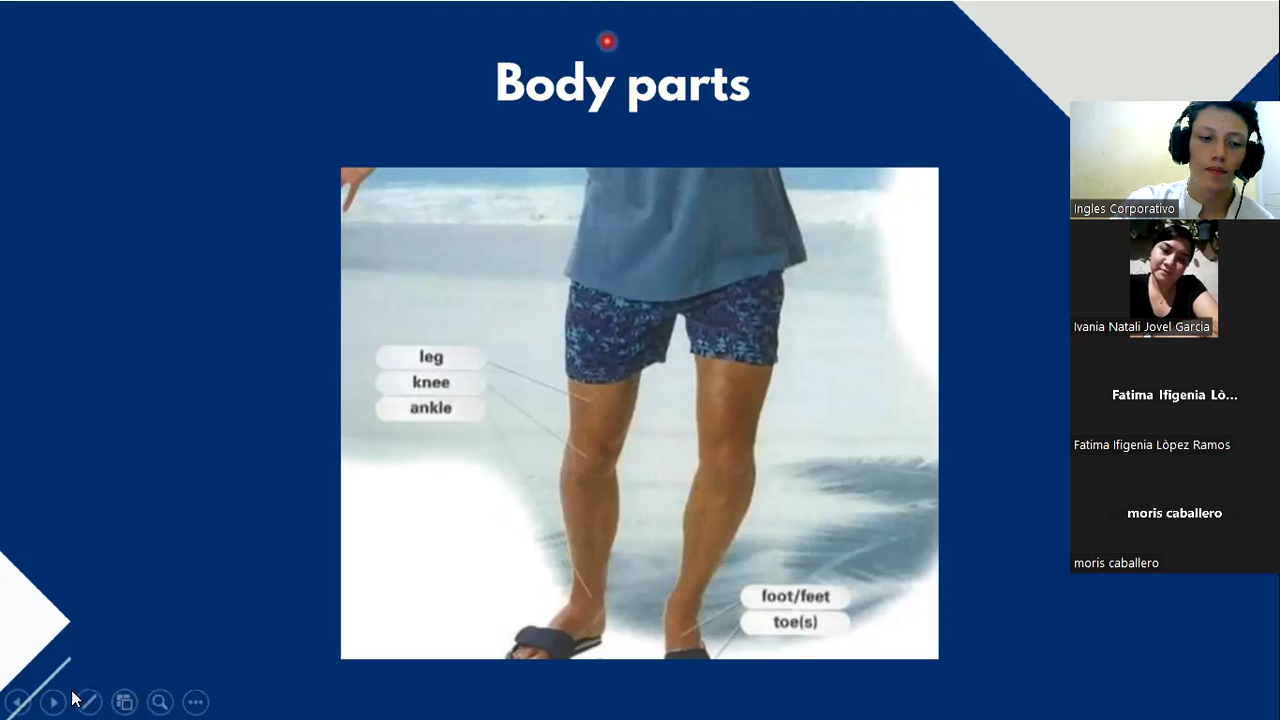 Body parts
leg
knee
ankle
foot/feet
toe(s)
Ingles Corporativo
Ivania Natali Jovel Garcia
Fatima Ifigenia Lò...
Fatima Ifigenia Lòpez Ramos
moris caballero
moris caballero